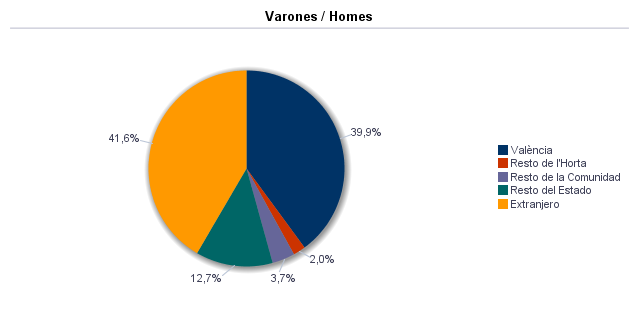 Varones / Homes
39,9%
41,6%
València
Resto de l'Horta
Resto de la Comunidad
Resto del Estado
Extranjero
2,0%
3,7%
12,7%